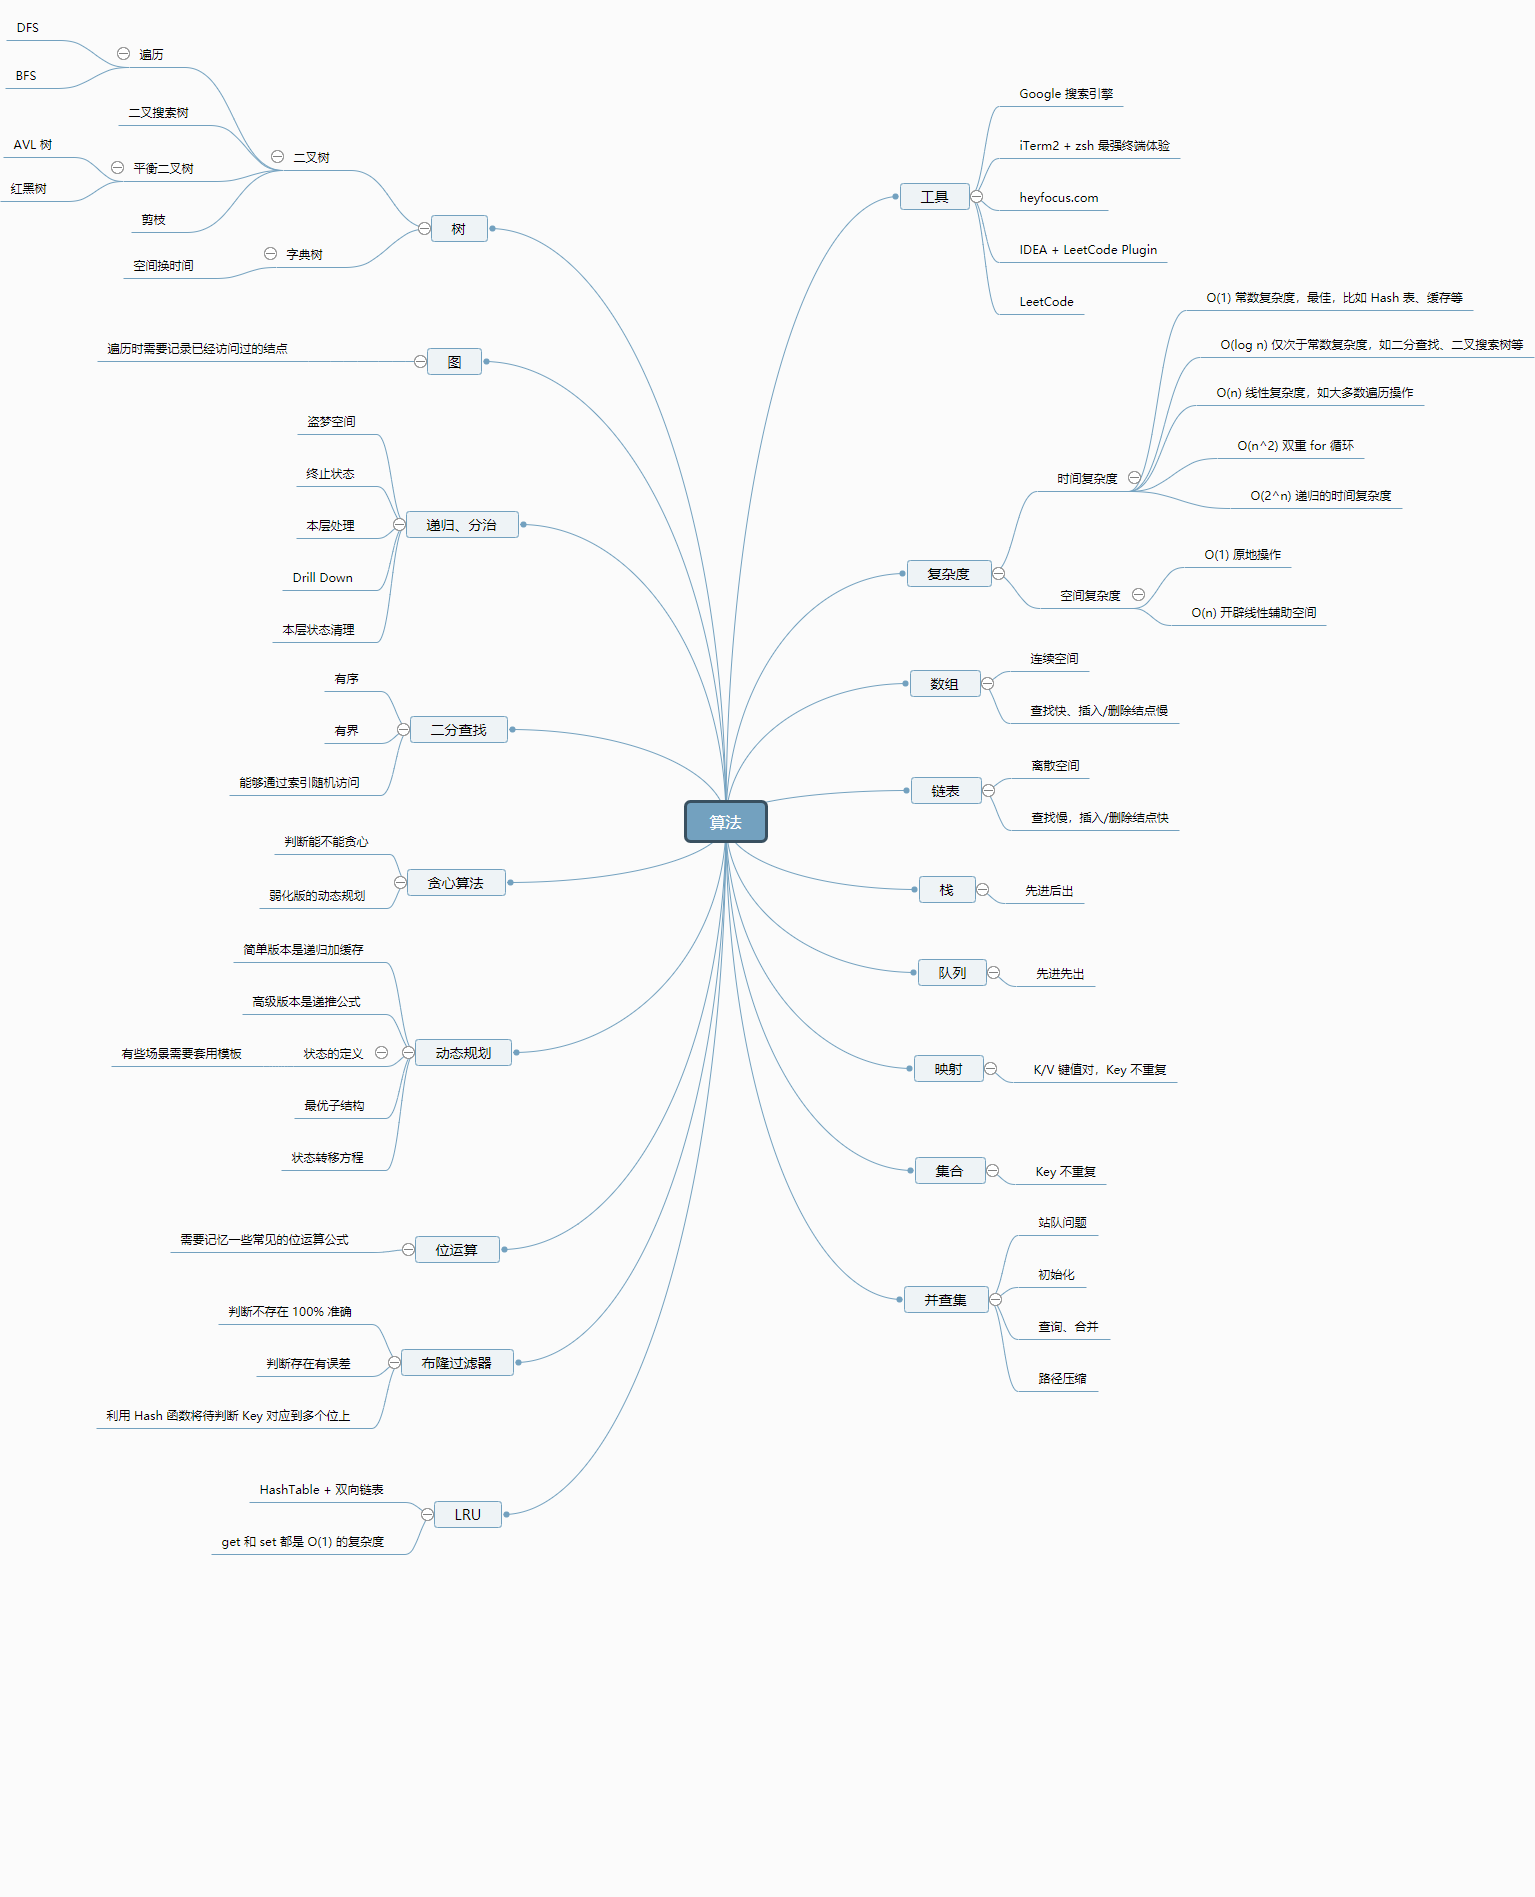 算法
工具
Google 搜索引擎
iTerm2 + zsh 最强终端体验
heyfocus.com
IDEA + LeetCode Plugin
LeetCode
复杂度
时间复杂度
O(1) 常数复杂度，最佳，比如 Hash 表、缓存等
O(log n) 仅次于常数复杂度，如二分查找、二叉搜索树等
O(n) 线性复杂度，如大多数遍历操作
O(n^2) 双重 for 循环
O(2^n) 递归的时间复杂度
空间复杂度
O(1) 原地操作
O(n) 开辟线性辅助空间
数组
连续空间
查找快、插入/删除结点慢
链表
离散空间
查找慢，插入/删除结点快
栈
先进后出
队列
先进先出
映射
K/V 键值对，Key 不重复
集合
Key 不重复
并查集
站队问题
初始化
查询、合并
路径压缩
树
二叉树
遍历
DFS
BFS
二叉搜索树
平衡二叉树
AVL 树
红黑树
剪枝
字典树
空间换时间
图
遍历时需要记录已经访问过的结点
递归、分治
盗梦空间
终止状态
本层处理
Drill Down
本层状态清理
二分查找
有序
有界
能够通过索引随机访问
贪心算法
判断能不能贪心
弱化版的动态规划
动态规划
简单版本是递归加缓存
高级版本是递推公式
状态的定义
有些场景需要套用模板
最优子结构
状态转移方程
位运算
需要记忆一些常见的位运算公式
布隆过滤器
判断不存在 100% 准确
判断存在有误差
利用 Hash 函数将待判断 Key 对应到多个位上
LRU
HashTable + 双向链表
get 和 set 都是 O(1) 的复杂度